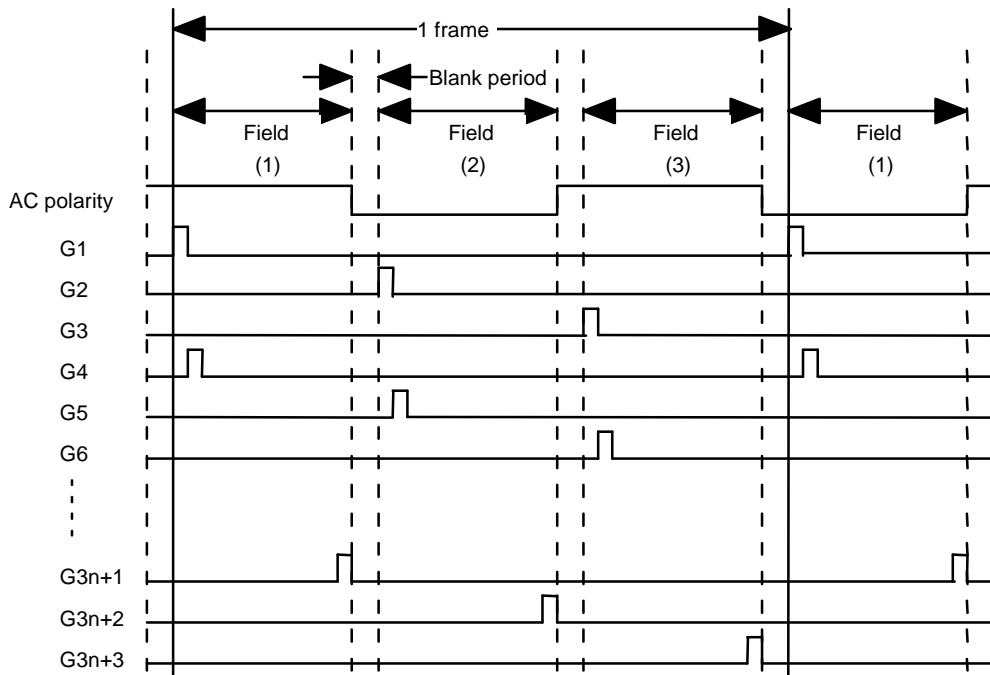 1 frame
Blank period
Field
(1)
Field
(2)
Field
(3)
Field
(1)
AC polarity
G1
G2
G3
G4
G5
G6
G3n+1
G3n+2
G3n+3